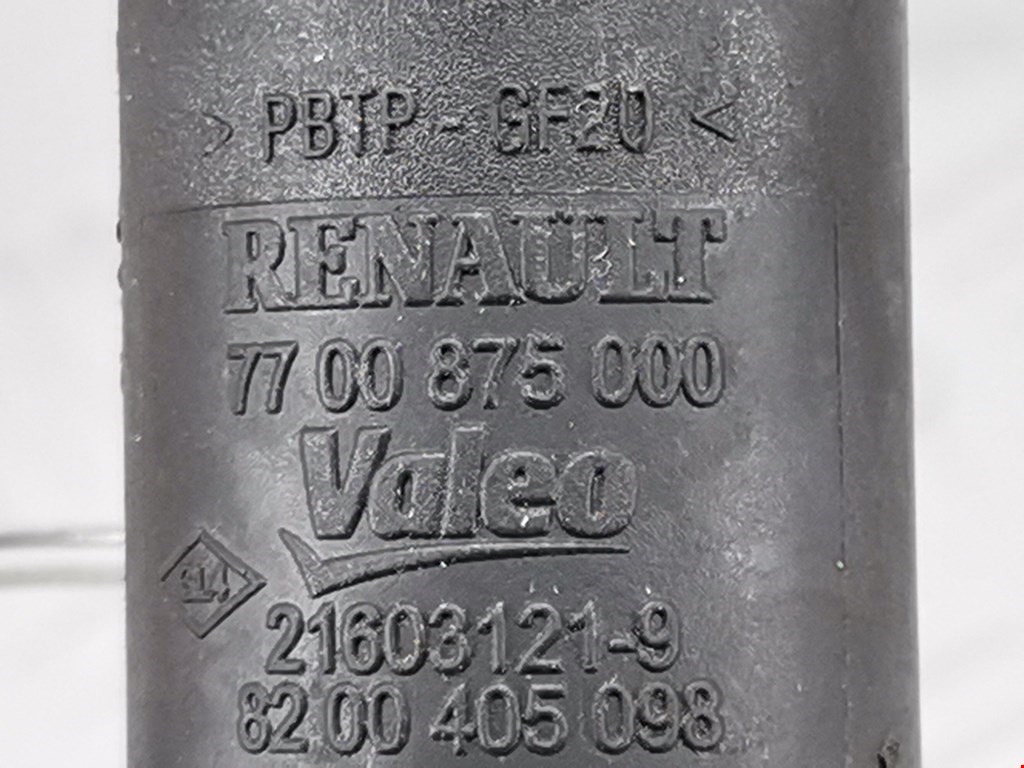 >PBTP-GF20<
RENAULT
77 00 875 000
Valeo
21603121-9
82 00 405 098